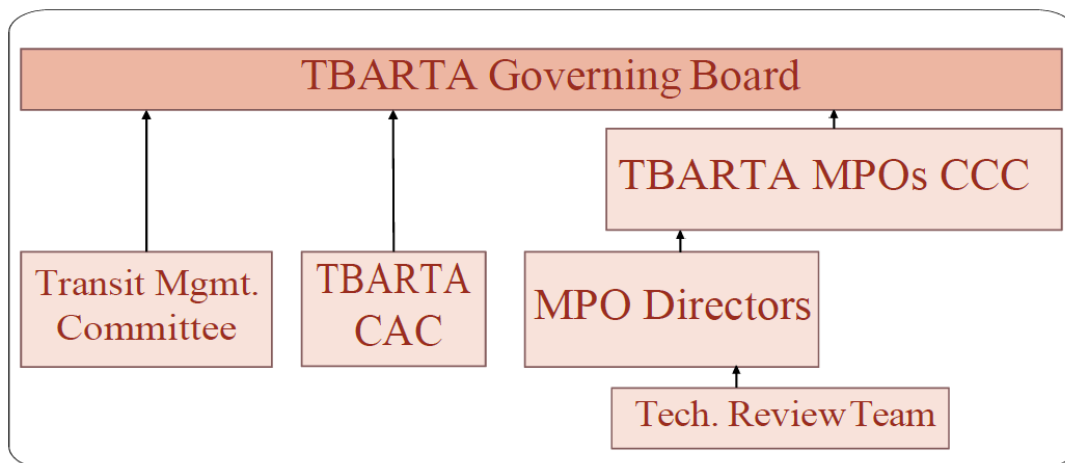 TBARTA Governing Board
TBARTA MPOs CCC
Transit Mgmt.
Committee
TBARTA
CAC
MPO Directors
Tech. Review Team